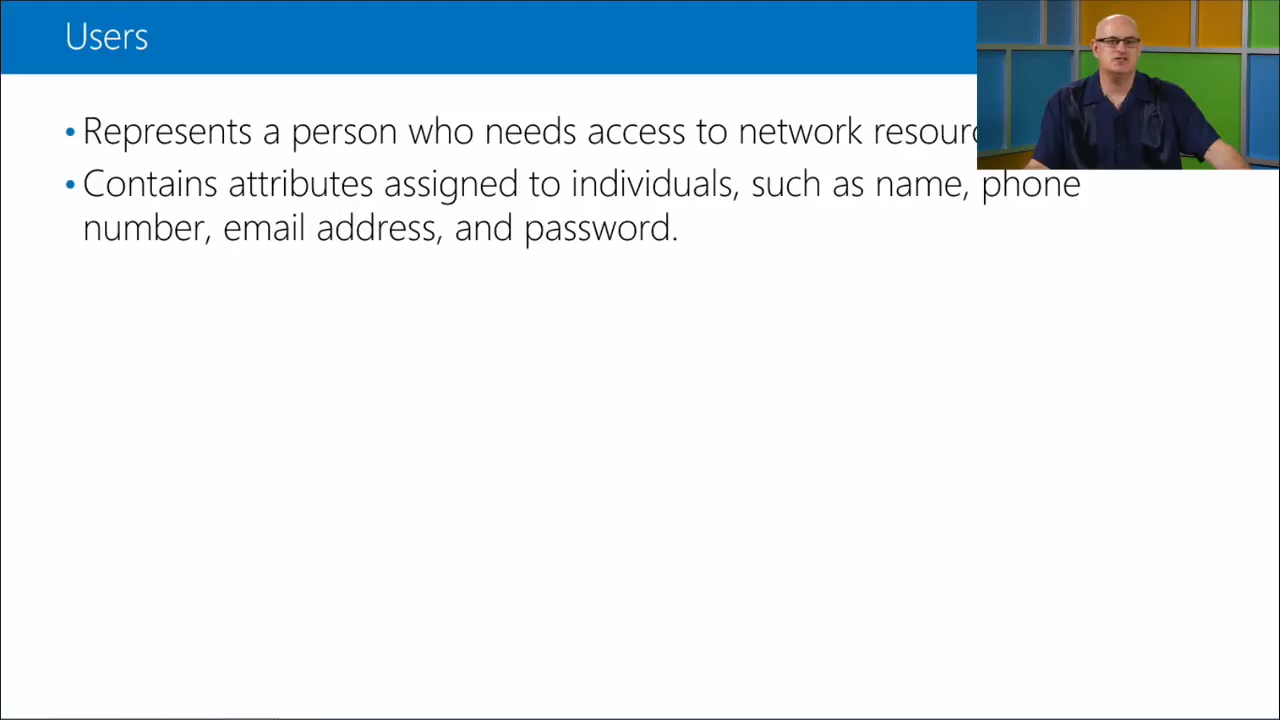 Users
• Represents a person who needs access to network
• Contains attributes assigned to individuals, such as name, phone
number, email address, and password.